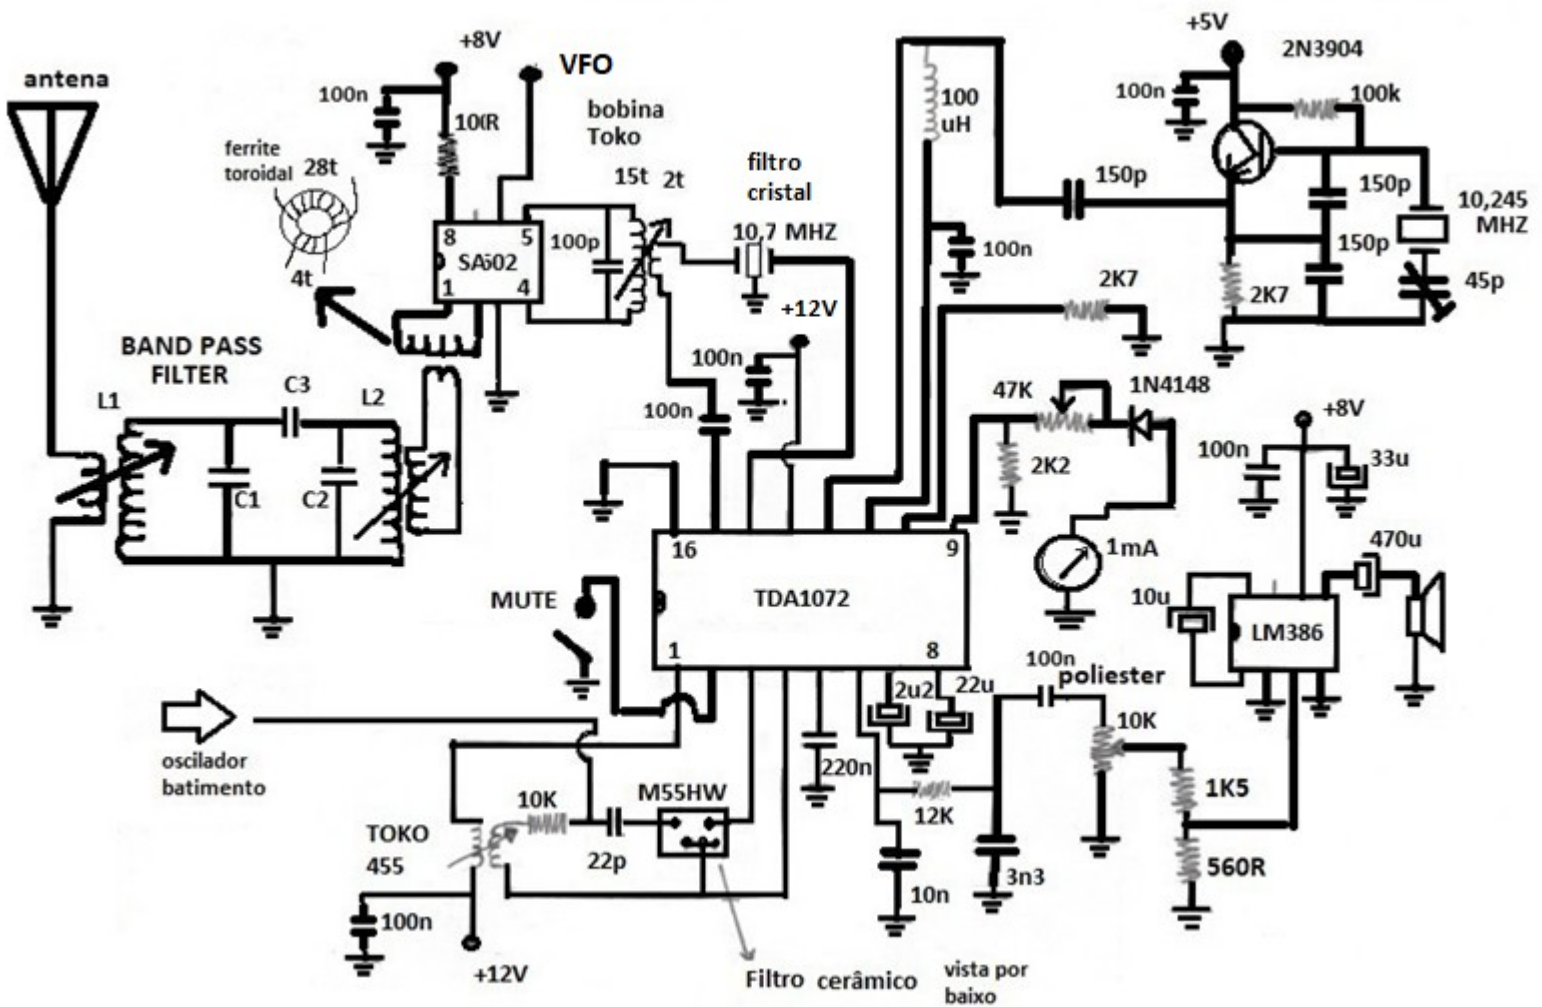 antena
+8V
VFO
100n
10(R
bobina
Toko
ferrite
toroidal
28t
4t
8
5
SA602
1
4
100p
15t
2t
filtro
cristal
10,7 MHZ
+12V
100n
100n
BAND PASS
FILTER
L1
C3
L2
C1
C2
100
uH
100n
150p
2K7
+5V
2N3904
100n
100k
150p
150p
10,245
MHZ
2K7
45p
47K
1N4148
2K2
1mA
+8V
100n
33u
470u
10u
LM386
16
9
TDA1072
1
8
MUTE
oscilador
batimento
TOKO
455
10K
22p
M55HW
100n
+12V
220n
2u2
22u
12K
10n
3n3
100n
poliester
10K
1K5
560R
Filtro cerâmico
vista por
baixo